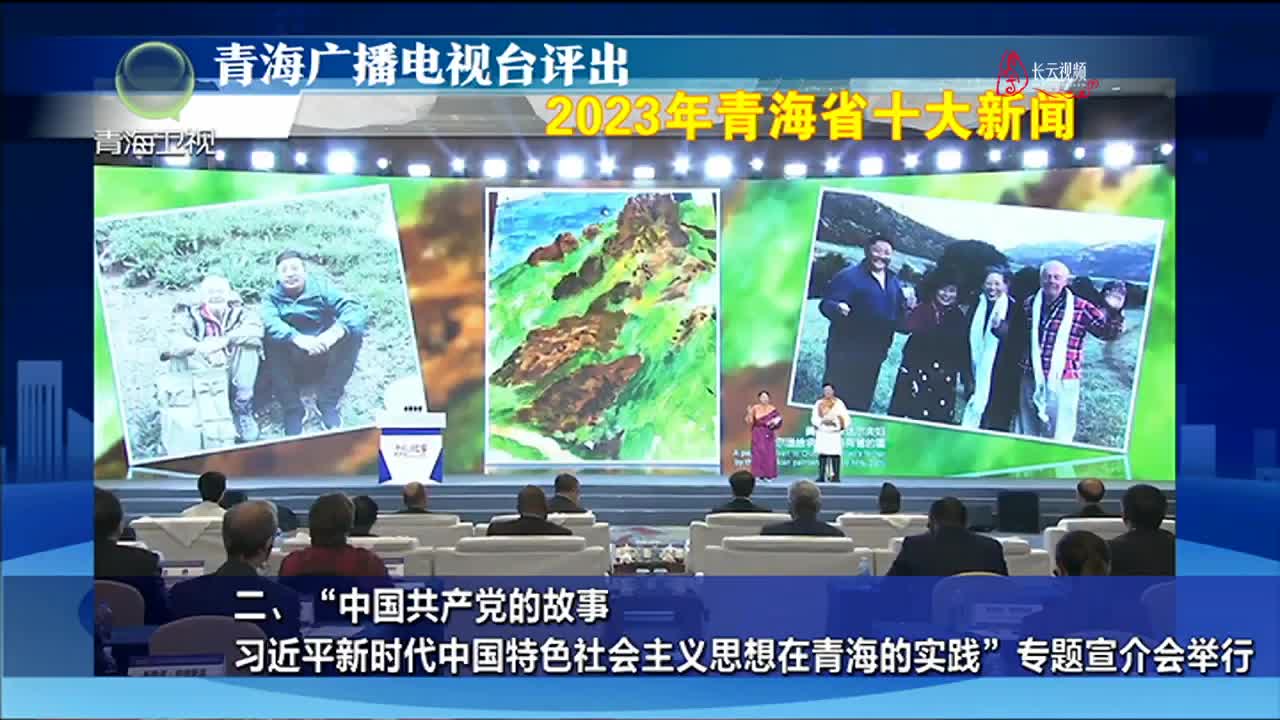 青海广播电视台评出
长云视频
2023年青海省十大新闻
青海卫视
二、“中国共产党的故事
习近平新时代中国特色社会主义思想在青海的实践”专题宣介会举行